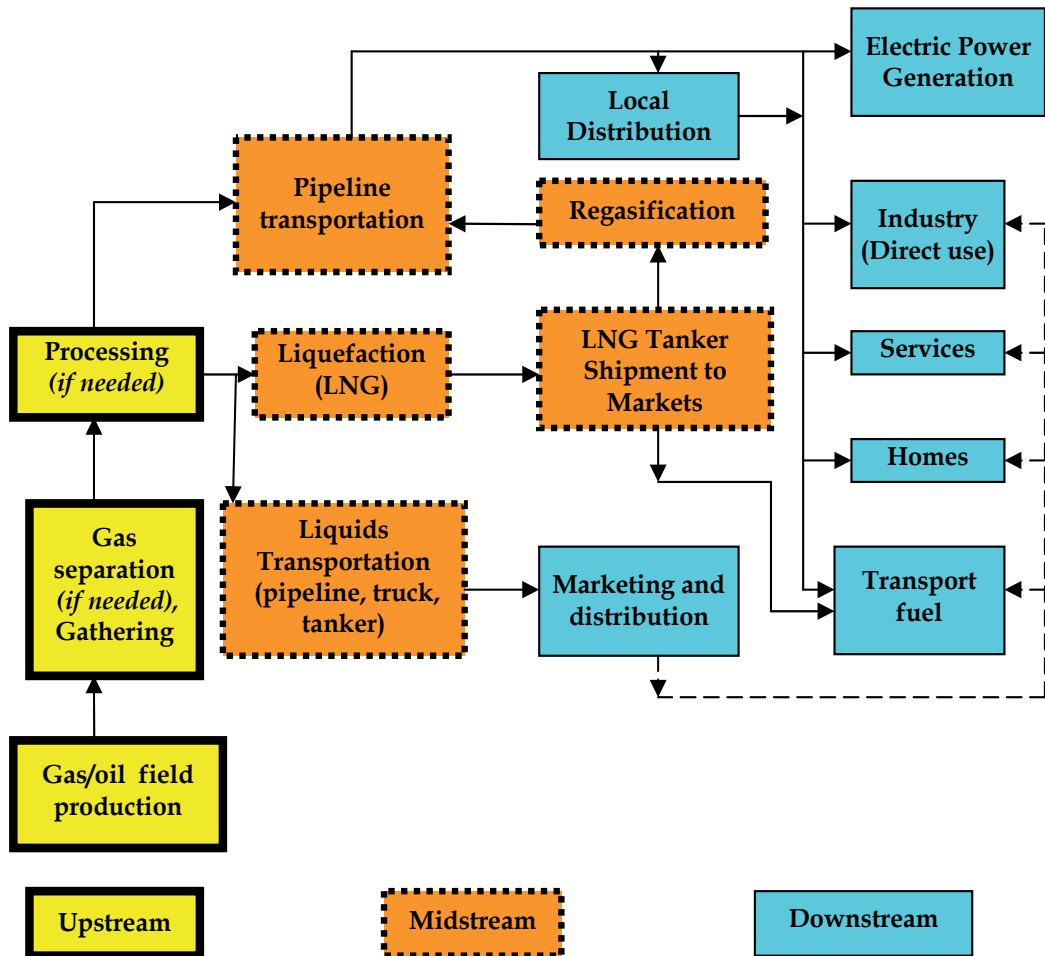 Electric Power
Generation
Local
Distribution
Pipeline
transportation
Regasification
Industry
(Direct use)
Processing
(if needed)
Liquefaction
(LNG)
LNG Tanker
Shipment to
Markets
Services
Homes
Gas
separation
(if needed),
Gathering
Liquids
Transportation
(pipeline, truck,
tanker)
Marketing and
distribution
Transport
fuel
Gas/oil field
production
Upstream
Midstream
Downstream